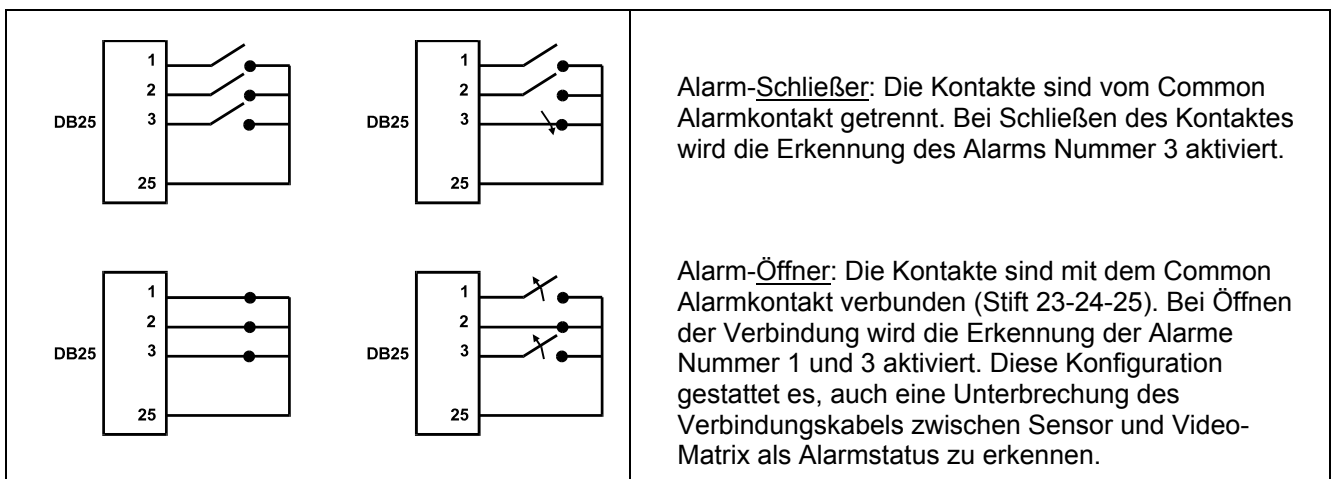 1
2
DB25
3
25
1
2
DB25
3
25
Alarm-Schließer: Die Kontakte sind vom Common
Alarmkontakt getrennt. Bei Schließen des Kontaktes
wird die Erkennung des Alarms Nummer 3 aktiviert.
1
2
DB25
3
25
1
2
DB25
3
25
Alarm-Öffner: Die Kontakte sind mit dem Common
Alarmkontakt verbunden (Stift 23-24-25). Bei Öffnen
der Verbindung wird die Erkennung der Alarme
Nummer 1 und 3 aktiviert. Diese Konfiguration
gestattet es, auch eine Unterbrechung des
Verbindungskabels zwischen Sensor und Video-
Matrix als Alarmstatus zu erkennen.